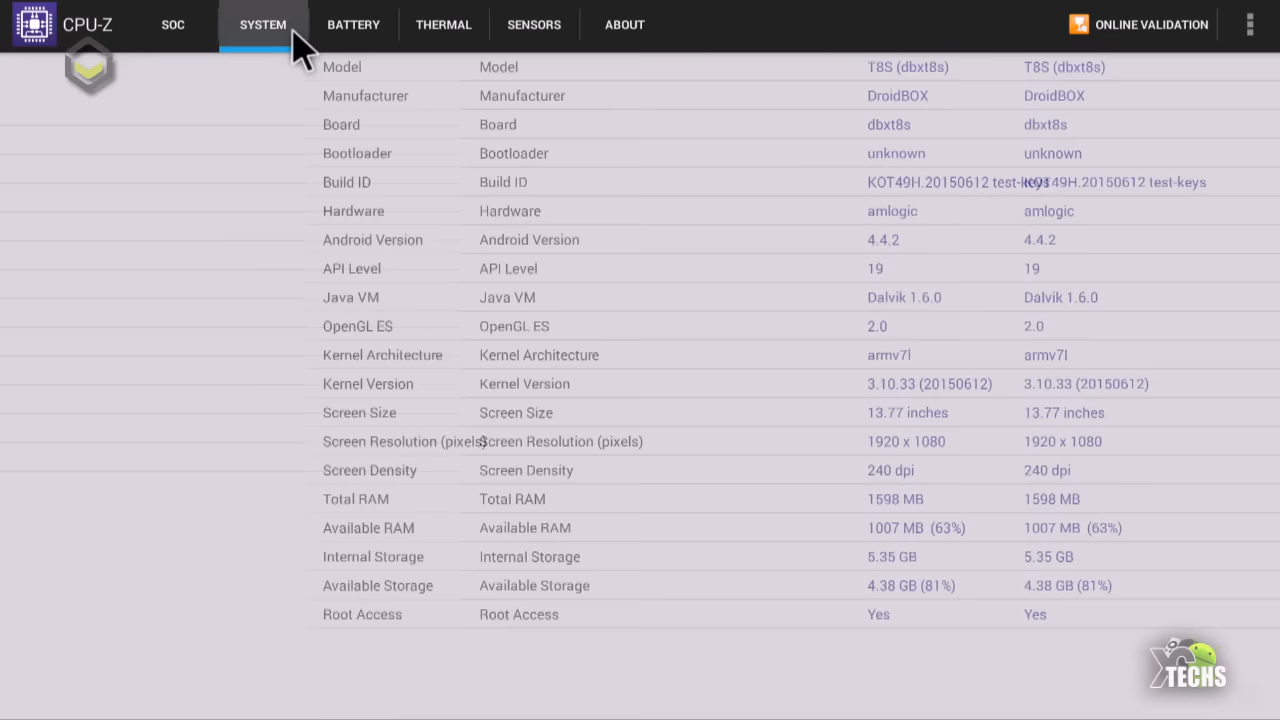 CPU-Z SOC SYSTEM BATTERY THERMAL SENSORS ABOUT ONLINE VALIDATION
Model Model T8S (dbxt8s) T8S (dbxt8s)
Manufacturer Manufacturer DroidBOX DroidBOX
Board Board dbxt8s dbxt8s
Bootloader Bootloader unknown unknown
Build ID Build ID KOT49H.20150612 test-keys KOT49H.20150612 test-keys
Hardware Hardware amlogic amlogic
Android Version Android Version 4.4.2 4.4.2
API Level API Level 19 19
Java VM Java VM Dalvik 1.6.0 Dalvik 1.6.0
OpenGL ES OpenGL ES 2.0 2.0
Kernel Architecture Kernel Architecture armv7l armv7l
Kernel Version Kernel Version 3.10.33 (20150612) 3.10.33 (20150612)
Screen Size Screen Size 13.77 inches 13.77 inches
Screen Resolution (pixels) Screen Resolution (pixels) 1920 x 1080 1920 x 1080
Screen Density Screen Density 240 dpi 240 dpi
Total RAM Total RAM 1598 MB 1598 MB
Available RAM Available RAM 1007 MB (63%) 1007 MB (63%)
Internal Storage Internal Storage 5.35 GB 5.35 GB
Available Storage Available Storage 4.38 GB (81%) 4.38 GB (81%)
Root Access Root Access Yes Yes
TECHS